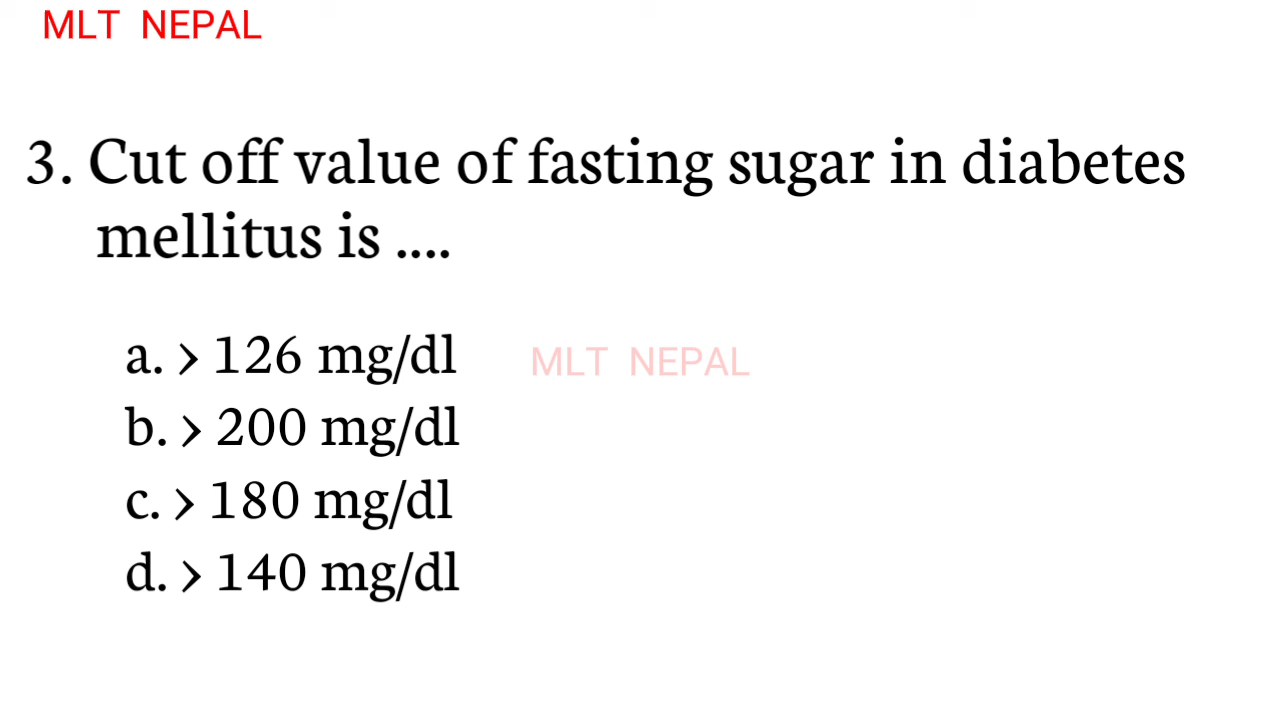 MLT NEPAL
3. Cut off value of fasting sugar in diabetes
mellitus is ....
a. > 126 mg/dl
MLT NEPAL
b. > 200 mg/dl
c. > 180 mg/dl
d. > 140 mg/dl